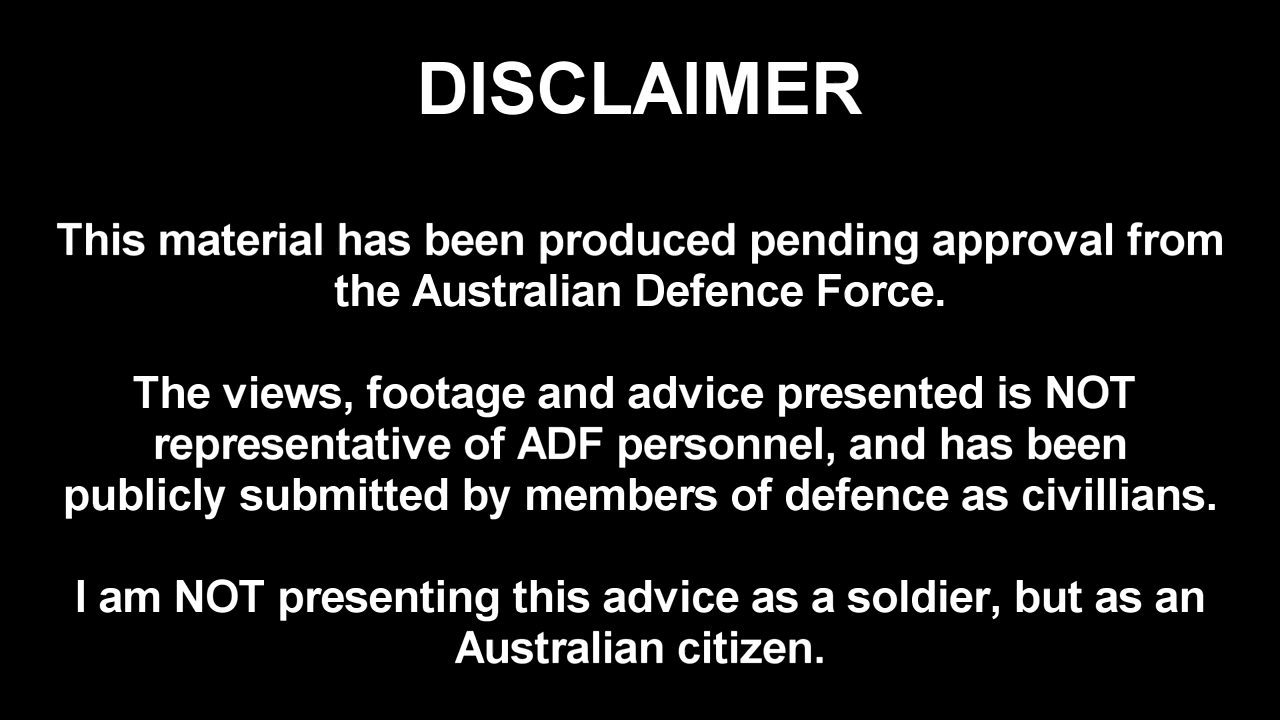 DISCLAIMER
This material has been produced pending approval from
the Australian Defence Force.
The views, footage and advice presented is NOT
representative of ADF personnel, and has been
publicly submitted by members of defence as civillians.
I am NOT presenting this advice as a soldier, but as an
Australian citizen.